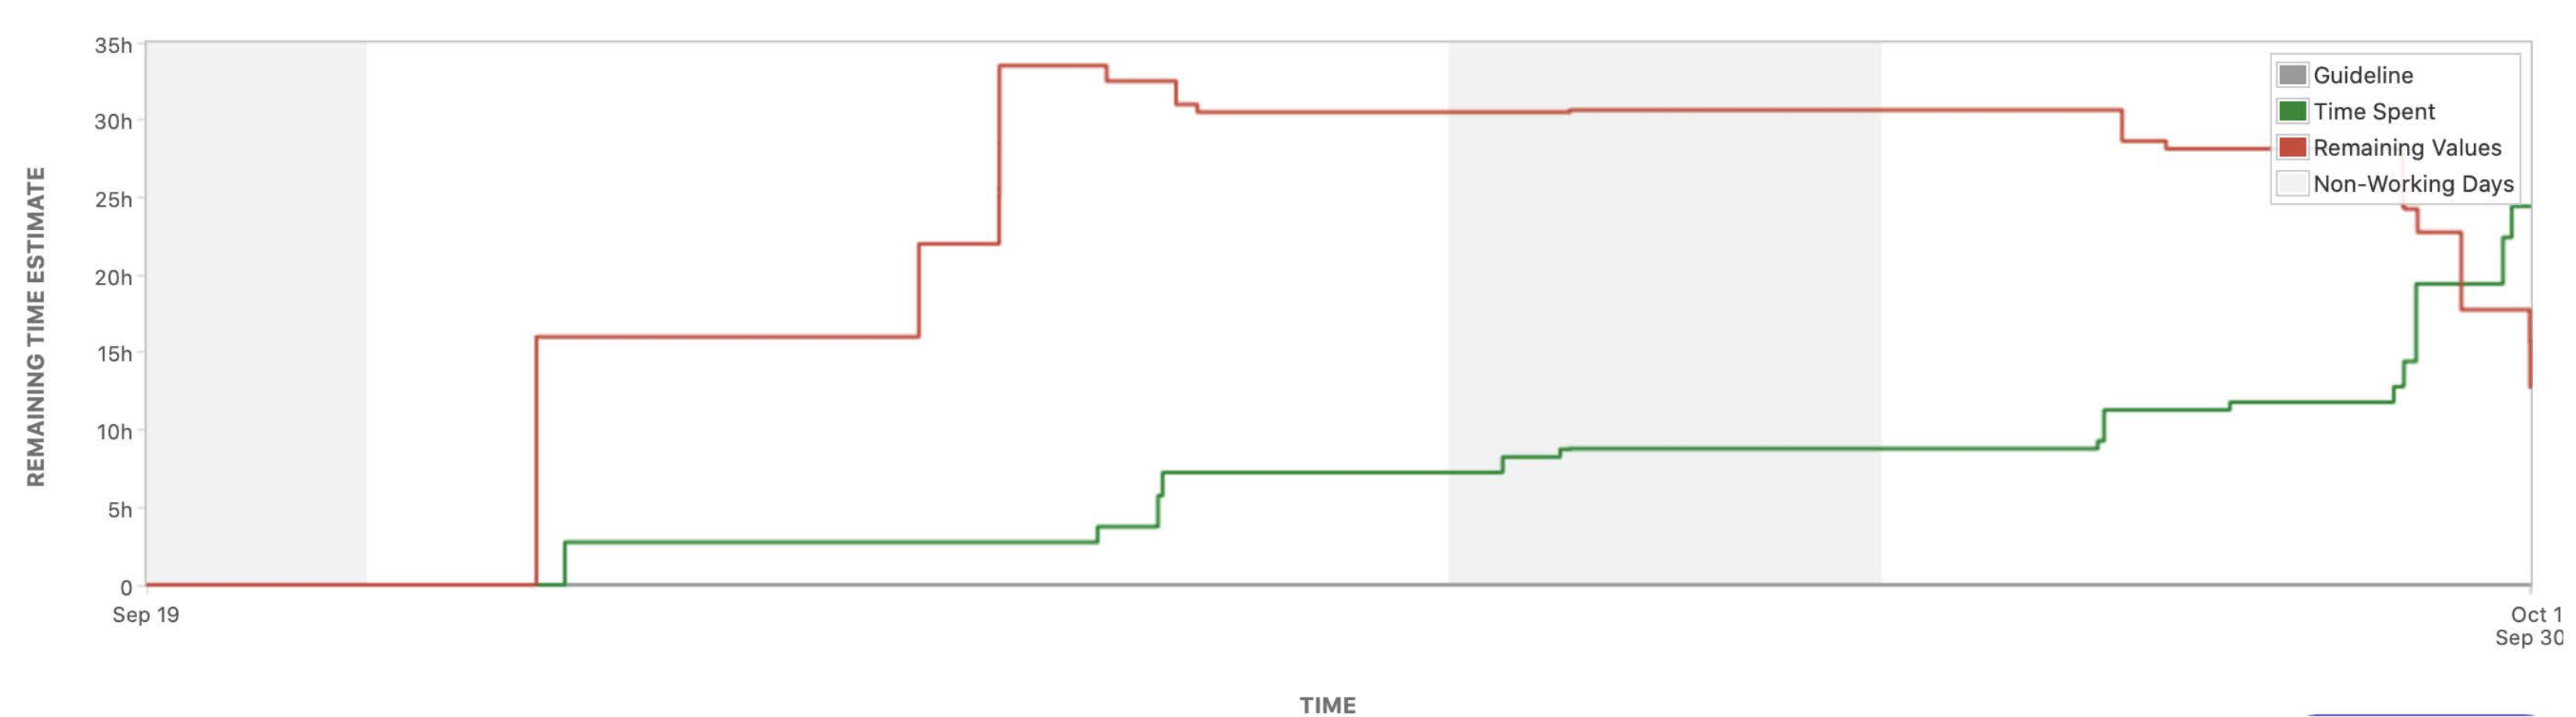 REMAINING TIME ESTIMATE
35h
30h
25h
20h
15h
10h
5h
0
Guideline
Time Spent
Remaining Values
Non-Working Days
Sep 19
Oct 1
Sep 30
TIME